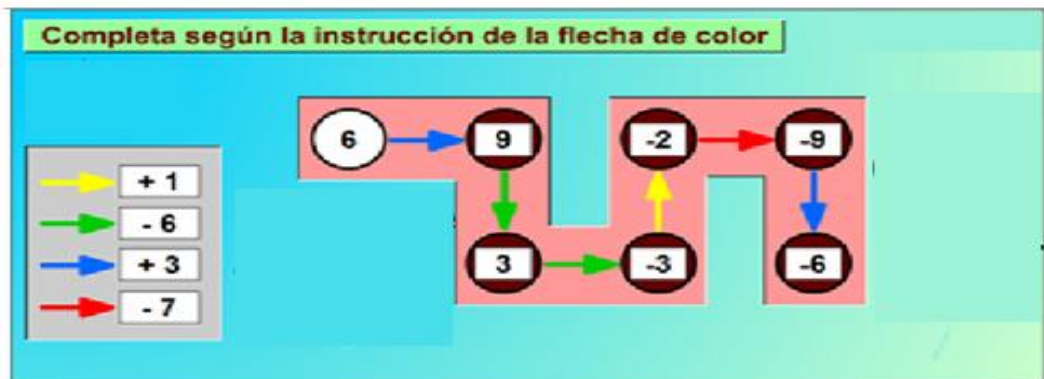 Completa según la instrucción de la flecha de color
6 9 -2 -9
+ 1
- 6
+ 3
- 7
3 -3 -6